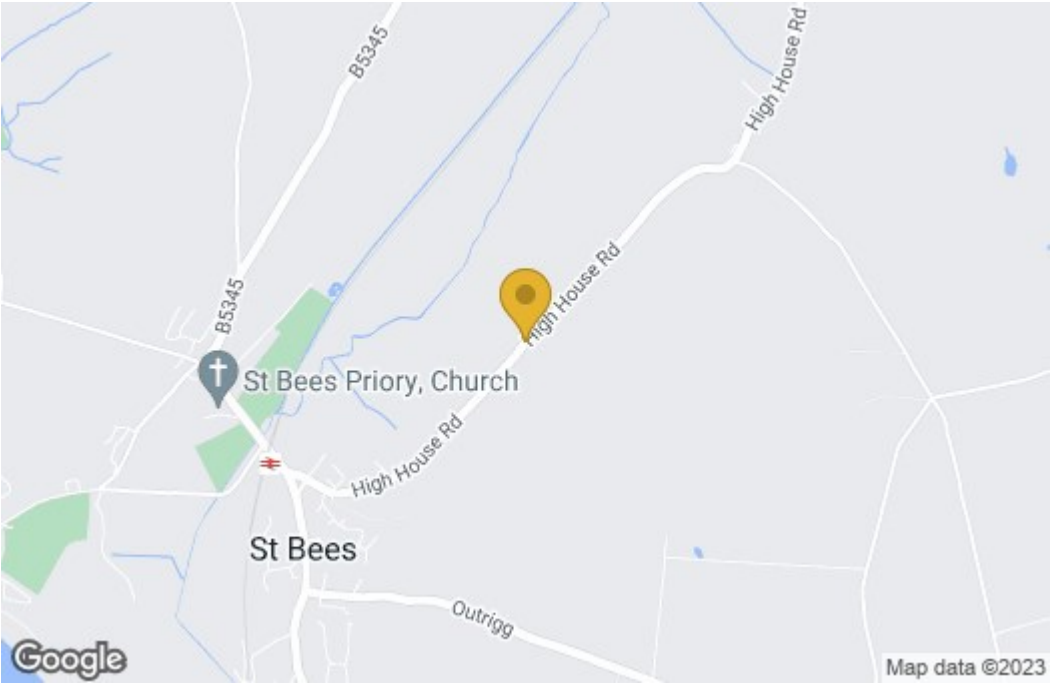 B5345
High House Rd
High House Rd
B5345
St Bees Priory, Church
High House Rd
St Bees
Outrigg
Google
Map data ©2023